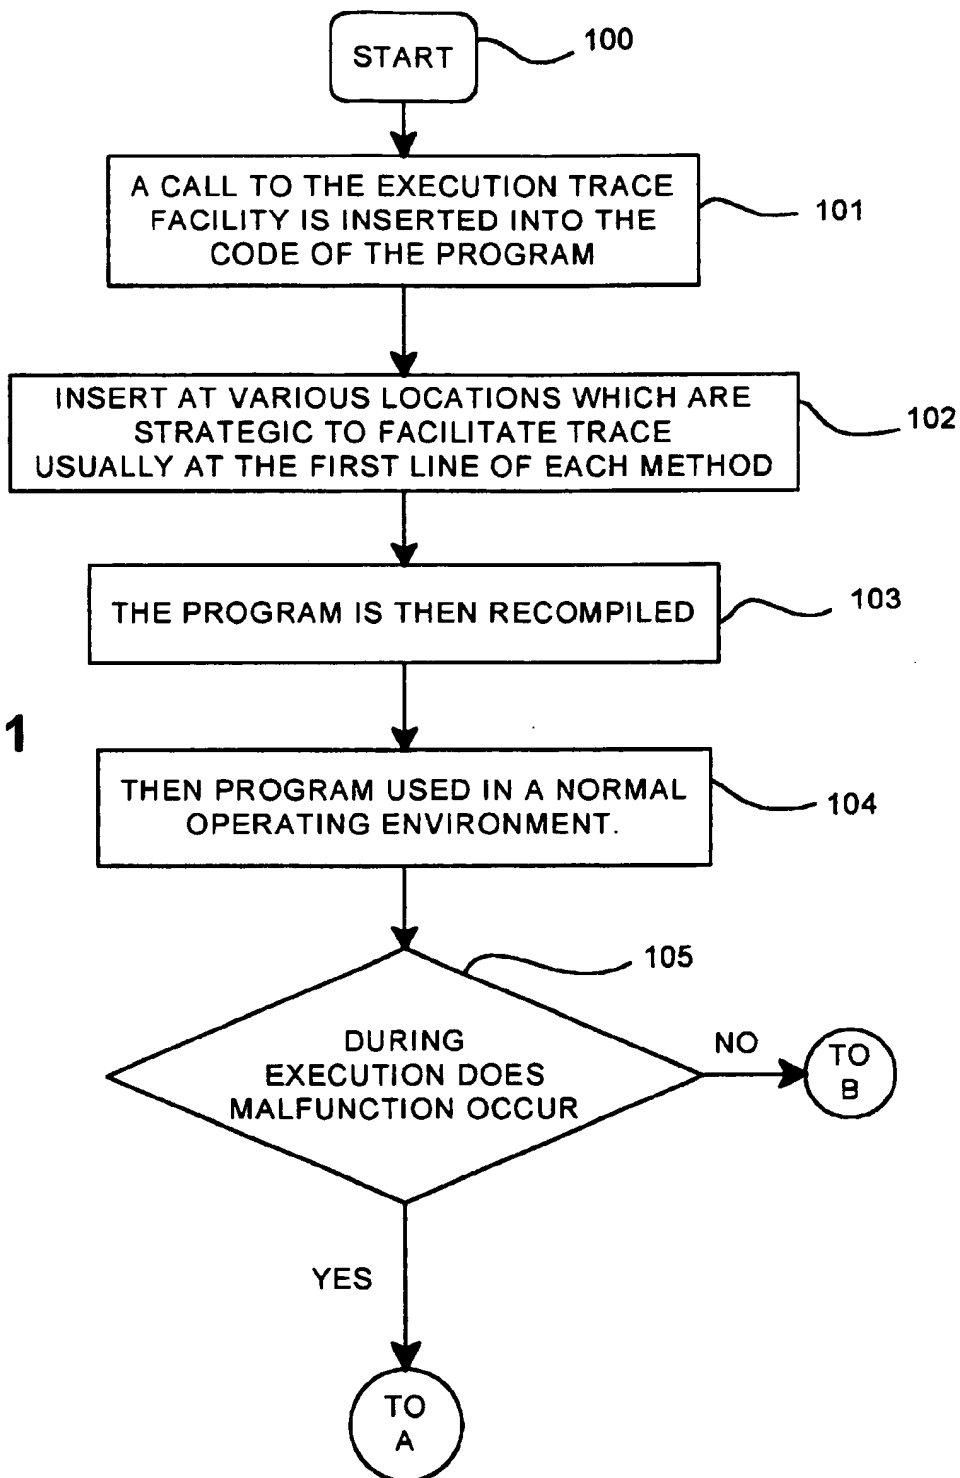 START
100
A CALL TO THE EXECUTION TRACE
FACILITY IS INSERTED INTO THE
CODE OF THE PROGRAM
101
INSERT AT VARIOUS LOCATIONS WHICH ARE
STRATEGIC TO FACILITATE TRACE
USUALLY AT THE FIRST LINE OF EACH METHOD
102
THE PROGRAM IS THEN RECOMPILED
103
1
THEN PROGRAM USED IN A NORMAL
OPERATING ENVIRONMENT.
104
105
DURING
EXECUTION DOES
MALFUNCTION OCCUR
NO
TO
B
YES
TO
A